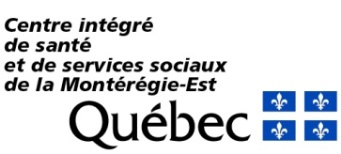 Centre intégré
de santé
et de services sociaux
de la Montérégie-Est
Québec